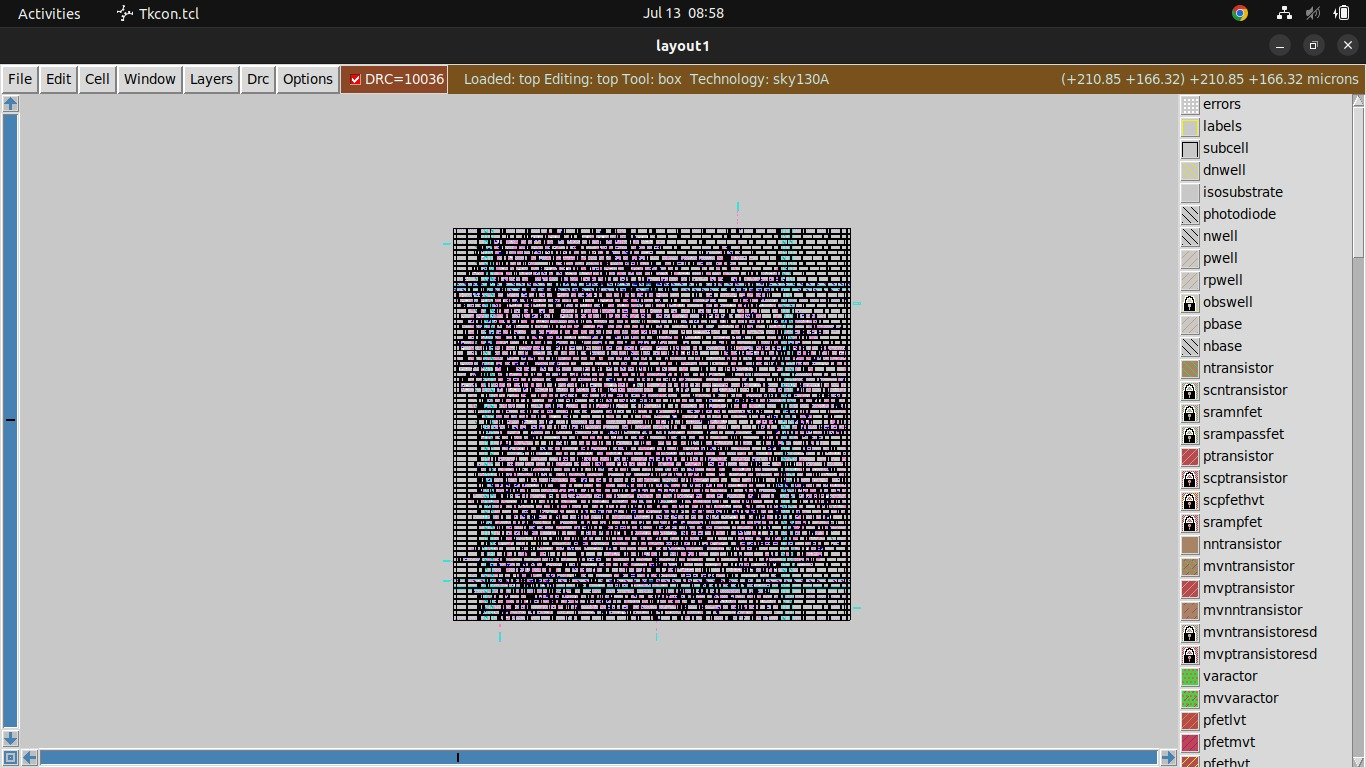 Activities Tkcon.tcl Jul 13 08:58
layout1
File Edit Cell Window Layers Drc Options DRC=10036 Loaded: top Editing: top Tool: box Technology: sky130A (+210.85 +166.32) +210.85 +166.32 microns
errors
labels
subcell
dnwell
isosubstrate
photodiode
nwell
pwell
rpwell
obswell
pbase
nbase
ntransistor
scntransistor
sramnfet
srampassfet
ptransistor
scptransistor
scpfethvt
srampfet
nntransistor
mvntransistor
mvptransistor
mvnntransistor
mvntransistoresd
mvptransistoresd
varactor
mvvaractor
pfetlvt
pfetmvt
pfethvt